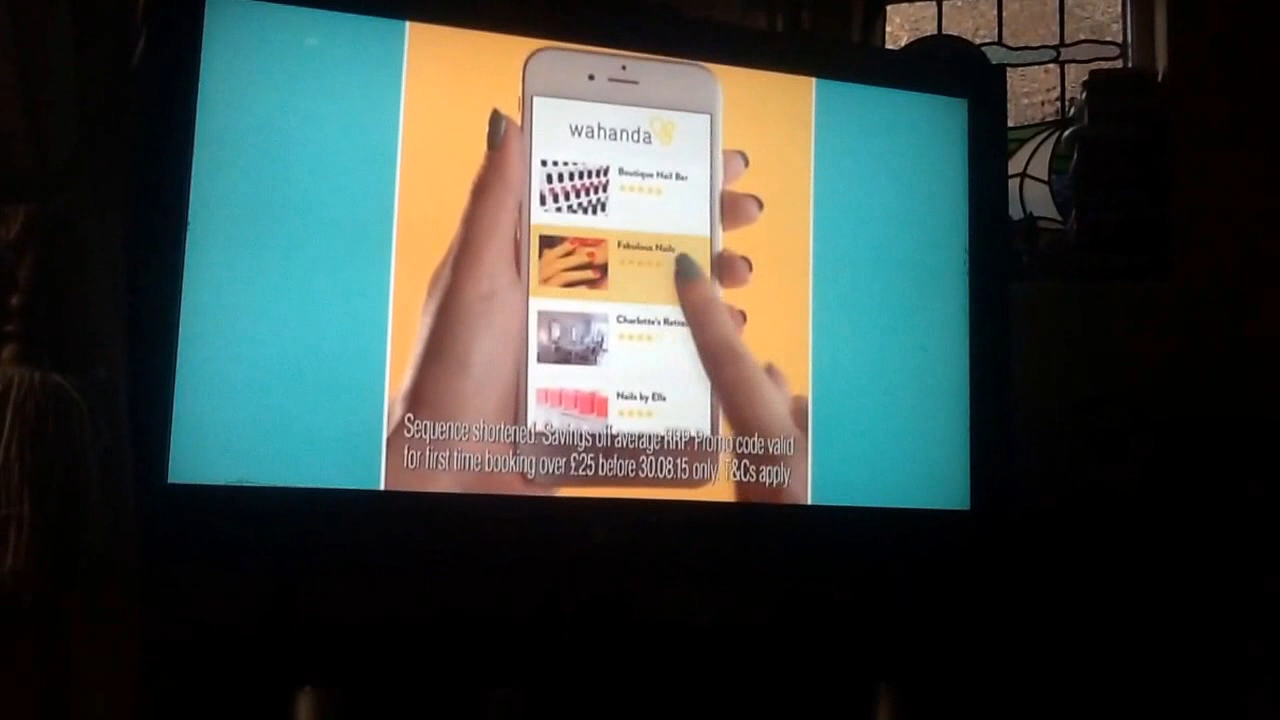 wahanda
Boutique Nail Bar
Fabulous Nails
Charlotte's
Nails by Ella
Sequence shortened. Savings off average RRP. Promo code valid
for first time booking over £25 before 30.08.15 only. T&Cs apply.